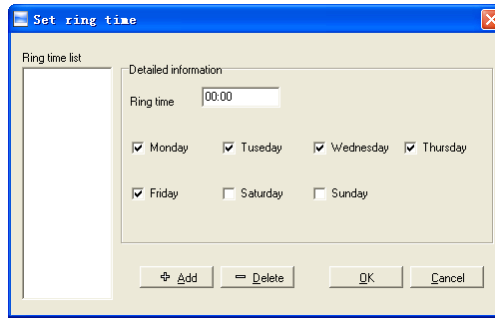 Set ring time
Ring time list
Detailed information
Ring time 00:00
Monday Tuseday Wednesday Thursday
Friday Saturday Sunday
Add Delete OK Cancel